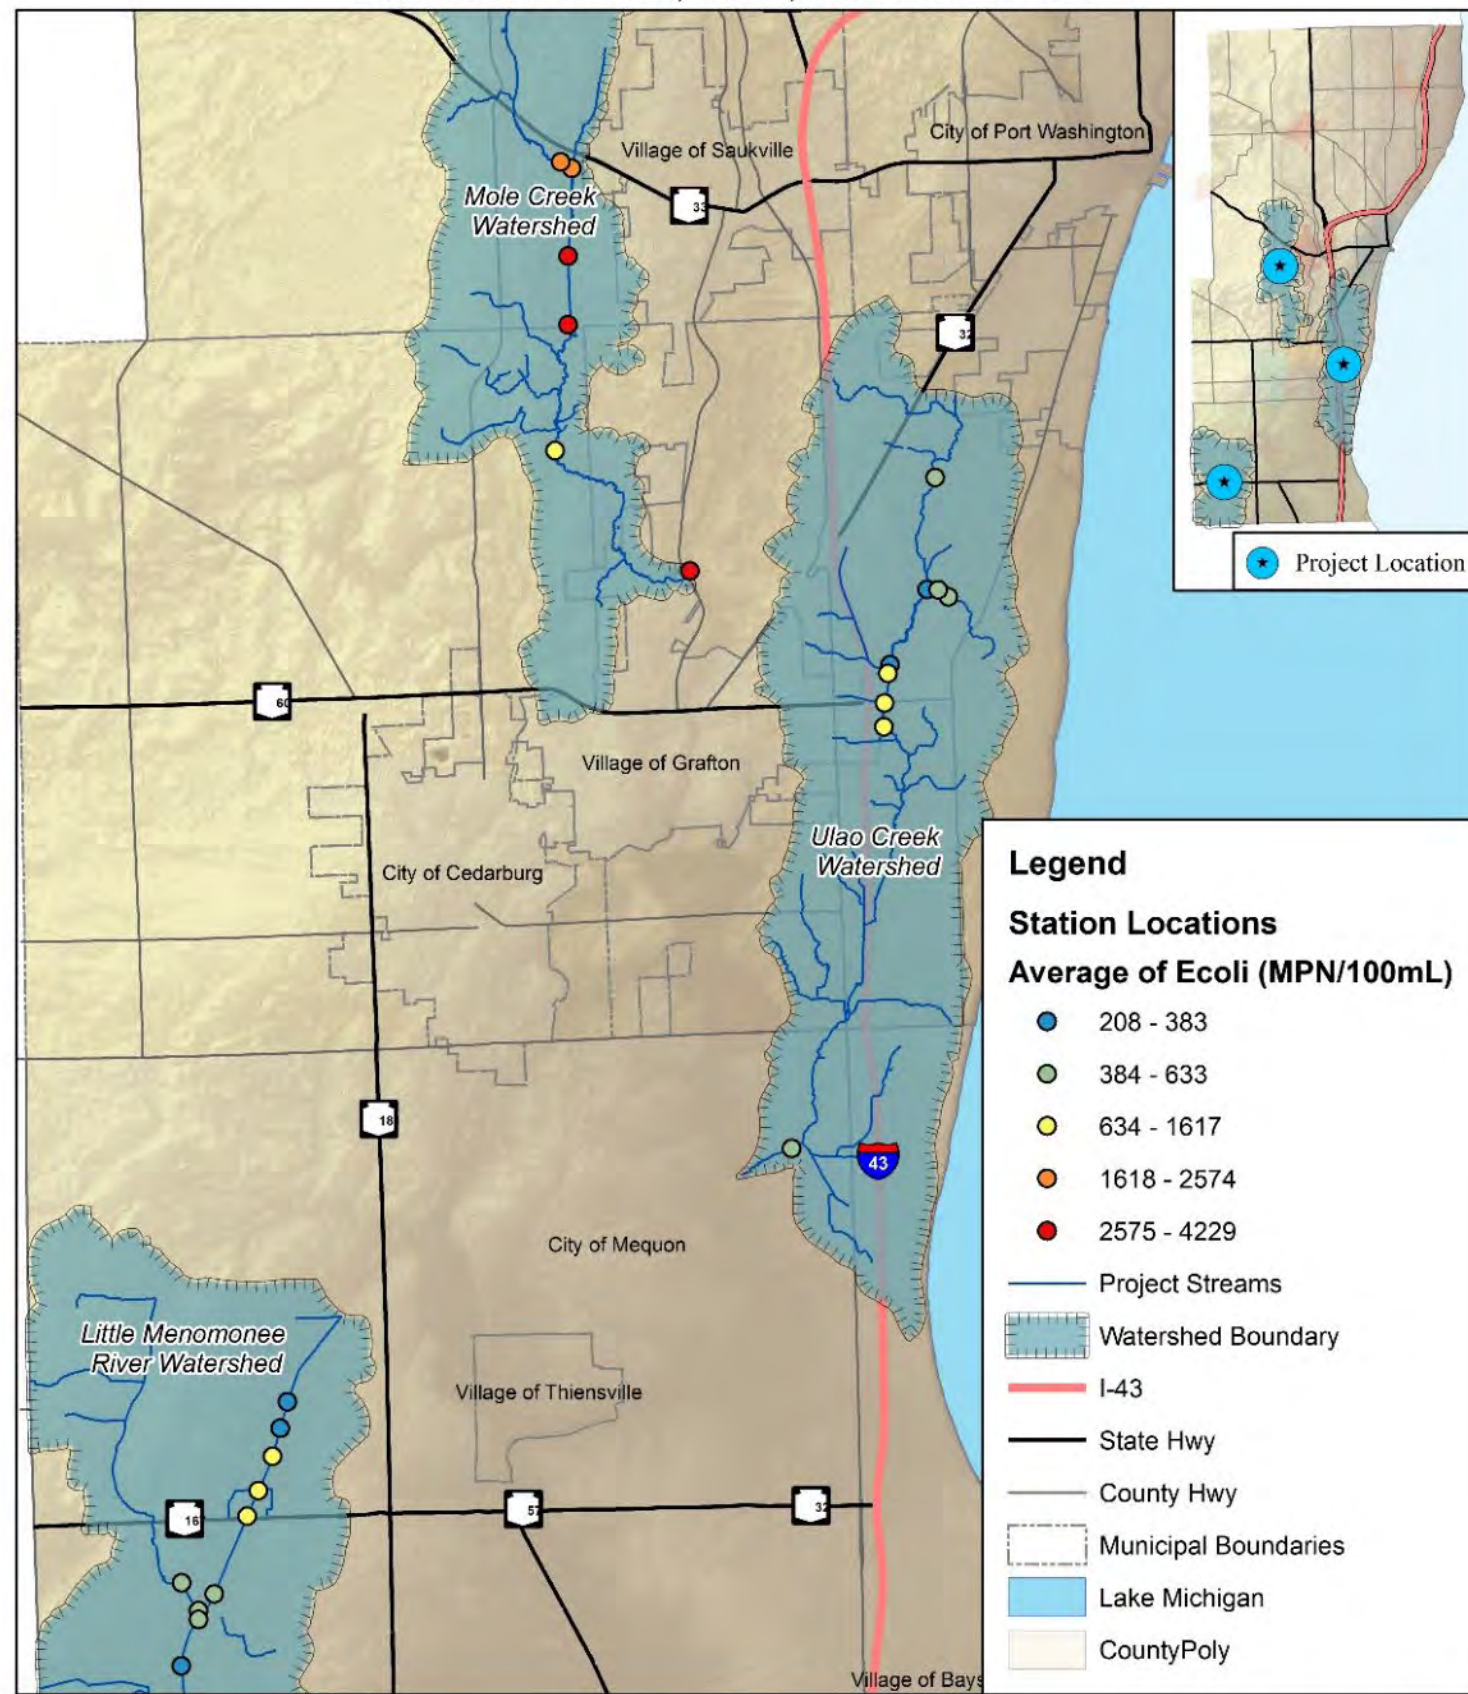 Village of Saukville
City of Port Washington
Mole Creek
Watershed
33
32
Project Location
60
Village of Grafton
Ulao Creek
Watershed
City of Cedarburg
18
43
City of Mequon
Little Menomonee
River Watershed
Village of Thiensville
16
57
32
Village of Bays
Legend
Station Locations
Average of Ecoli (MPN/100mL)
208 - 383
384 - 633
634 - 1617
1618 - 2574
2575 - 4229
Project Streams
Watershed Boundary
I-43
State Hwy
County Hwy
Municipal Boundaries
Lake Michigan
CountyPoly